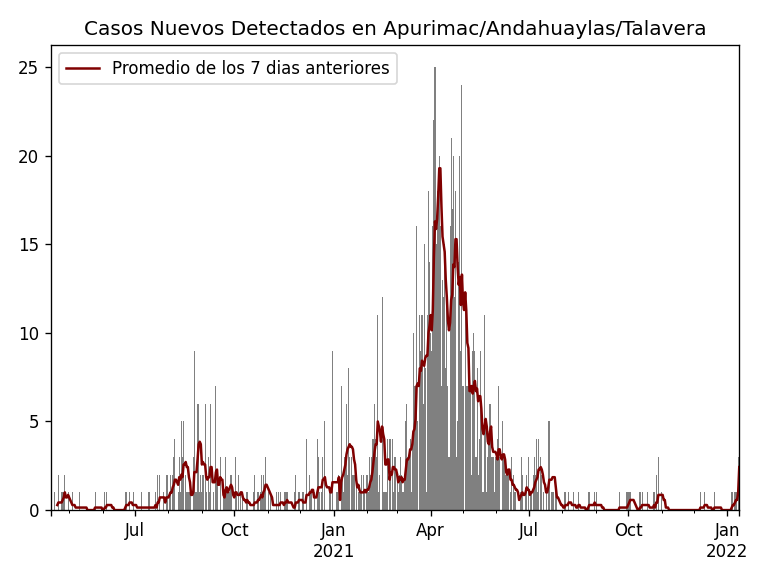 Casos Nuevos Detectados en Apurimac/Andahuaylas/Talavera
Promedio de los 7 dias anteriores
25
20
15
10
5
0
Jul Oct Jan Apr Jul Oct Jan
2021 2022